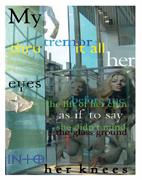 My
tremor
thru it all
her
eyes
the lift of her chin
as if to say
she didn't mind
the glass ground
INTO
her knees